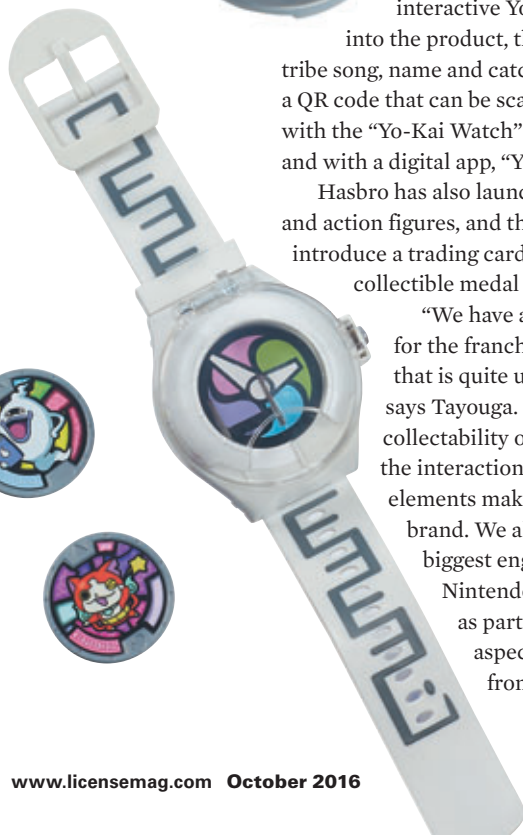 interactive Yo
into the product, th
tribe song, name and catc
a QR code that can be sca
with the “Yo-Kai Watch”
and with a digital app, “Y
Hasbro has also launc
and action figures, and th
introduce a trading card
collectible medal
“We have a
for the franch
that is quite u
says Tayouga.
collectability o
the interaction
elements mak
brand. We a
biggest eng
Nintende
as part
aspec
fron
www.licensemag.com October 2016